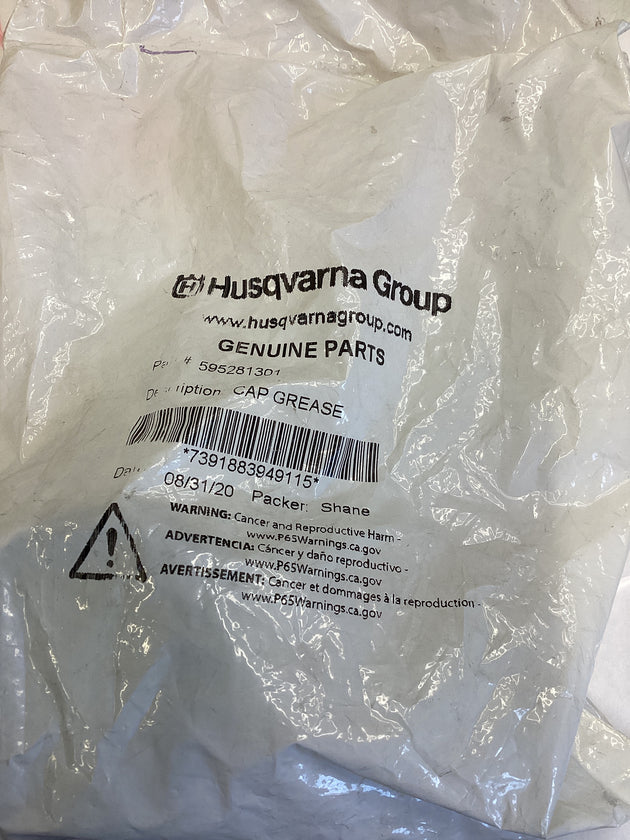 Husqvarna Group
www.husqvarnagroup.com
GENUINE PARTS
# 595281301
CAP GREASE
*7391883949115*
08/31/20 Packer: Shane
WARNING: Cancer and Reproductive Harm -
www.P65Warnings.ca.gov
ADVERTENCIA: Cáncer y daño reproductivo -
www.P65Warnings.ca.gov
AVERTISSEMENT: Cancer et dommages à la reproduction -
www.P65Warnings.ca.gov